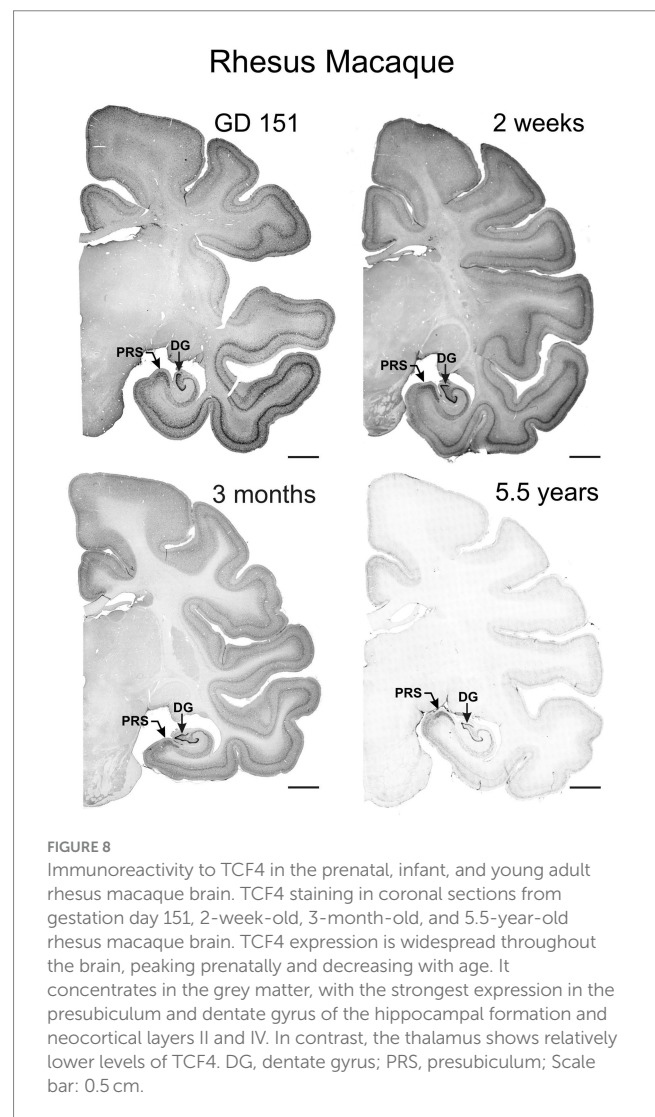 Rhesus Macaque
GD 151
2 weeks
PRS
DG
PRS
DG
3 months
5.5 years
PRS
DG
PRS
DG
FIGURE 8
Immunoreactivity to TCF4 in the prenatal, infant, and young adult
rhesus macaque brain. TCF4 staining in coronal sections from
gestation day 151, 2-week-old, 3-month-old, and 5.5-year-old
rhesus macaque brain. TCF4 expression is widespread throughout
the brain, peaking prenatally and decreasing with age. It
concentrates in the grey matter, with the strongest expression in the
presubiculum and dentate gyrus of the hippocampal formation and
neocortical layers II and IV. In contrast, the thalamus shows relatively
lower levels of TCF4. DG, dentate gyrus; PRS, presubiculum; Scale
bar: 0.5 cm.